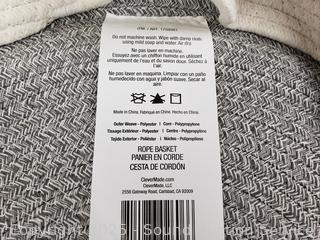 ITM. / ART. 1756981
Do not machine wash. Wipe with damp cloth
using mild soap and water. Air dry.
Ne pas laver en machine.
Essuyez avec un chiffon humide en utilisant
uniquement de l'eau et du savon doux. Séchez à
l'air.
No lavar en maquina. Limpiar con un paño
humedecido con agua y jabón suave. Secar al
aire.
Made in China. Fabriqué en Chine. Hecho en China.
Outer Weave - Polyester | Core - Polypropylene
Tissage Extérieur - Polyester | Centre - Polypropylène
Tejido Exterior - Poliéster | Núcleo - Polipropileno
ROPE BASKET
PANIER EN CORDE
CESTA DE CORDÓN
CleverMade.com
CleverMade, LLC
2556 Gateway Road, Carlsbad, CA 92009